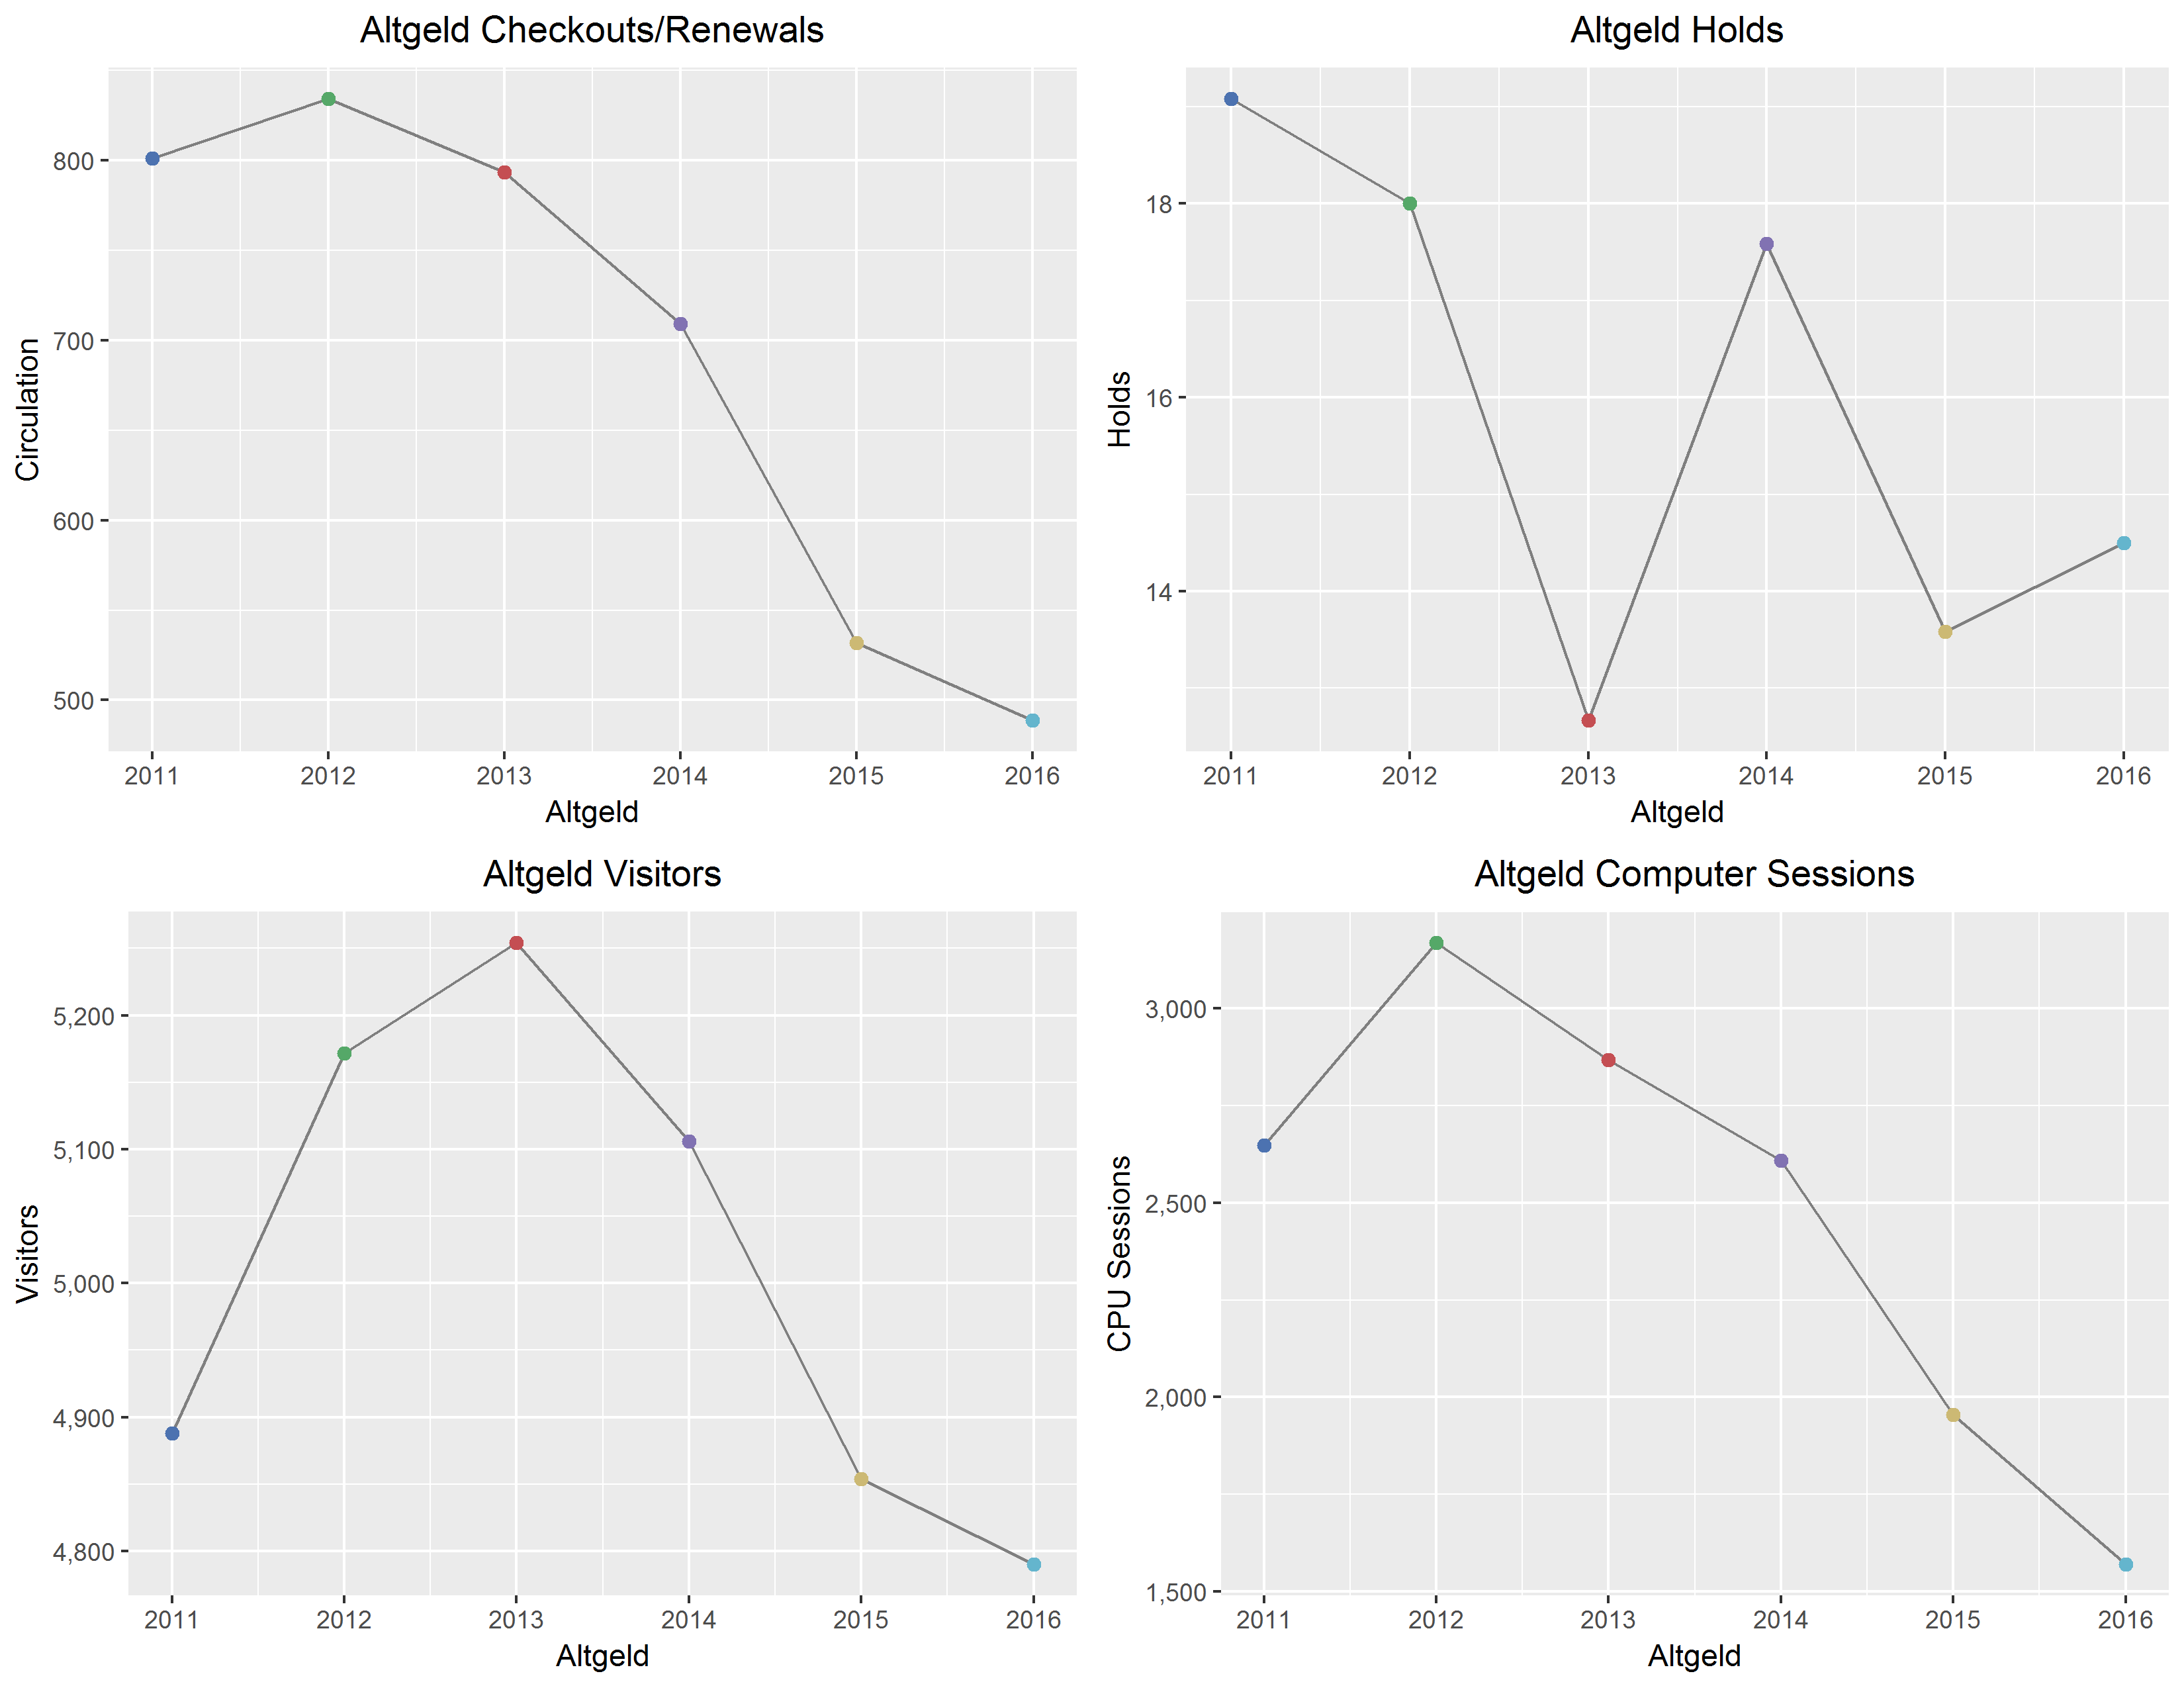 Altgeld Checkouts/Renewals
Circulation
800
700
600
500
2011 2012 2013 2014 2015 2016
Altgeld
Altgeld Holds
Holds
18
16
14
2011 2012 2013 2014 2015 2016
Altgeld
Altgeld Visitors
Visitors
5,200
5,100
5,000
4,900
4,800
2011 2012 2013 2014 2015 2016
Altgeld
Altgeld Computer Sessions
CPU Sessions
3,000
2,500
2,000
1,500
2011 2012 2013 2014 2015 2016
Altgeld